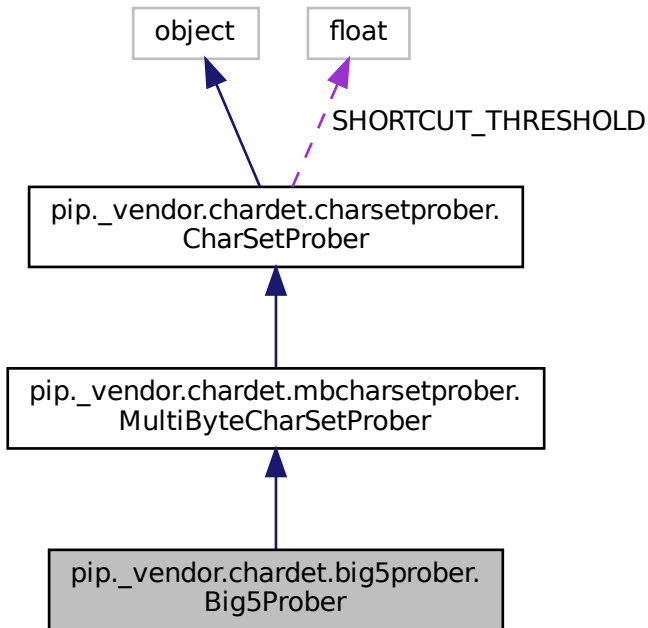 object
float
SHORTCUT_THRESHOLD
pip._vendor.chardet.charsetprober.
CharSetProber
pip._vendor.chardet.mbcharsetprober.
MultiByteCharSetProber
pip._vendor.chardet.big5prober.
Big5Prober